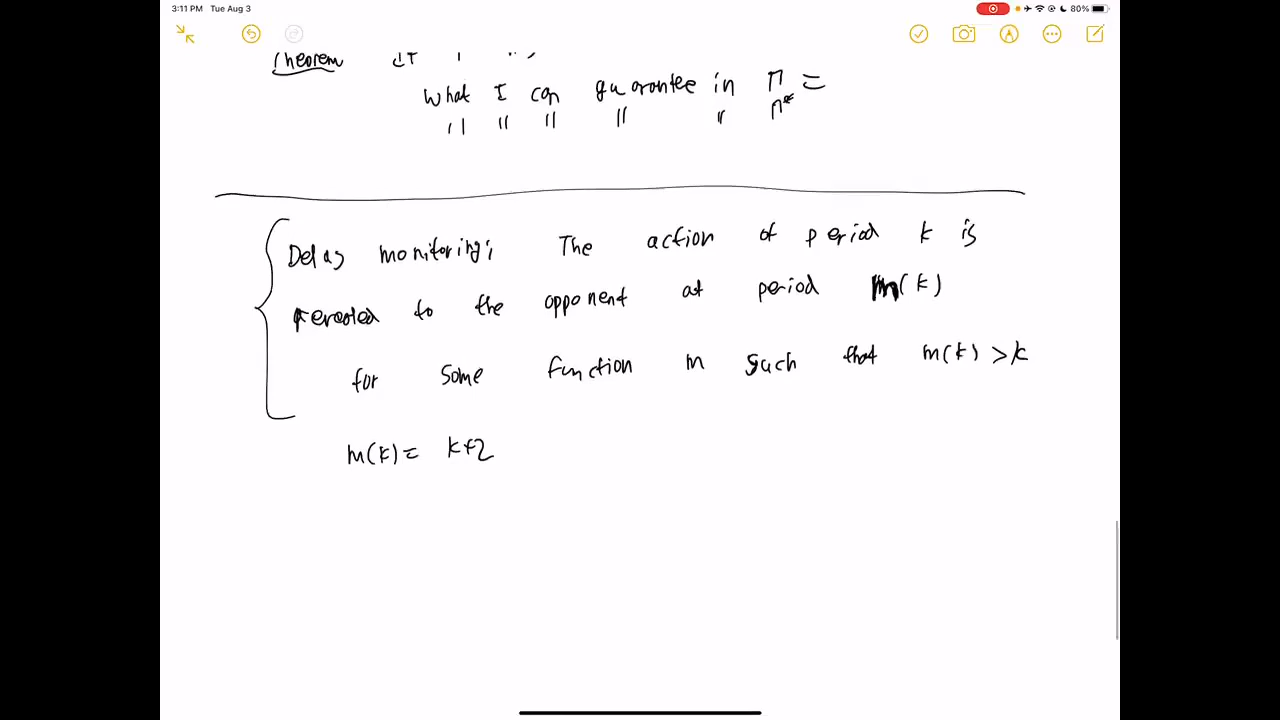 3:11 PM Tue Aug 3
80%
Theorem
What I can guarantee in Π =
" " " " " Π*
Delay monitoring: The action of period k is
revealed to the opponent at period m(k)
for some function m such that m(k) > k
m(k) = k+2